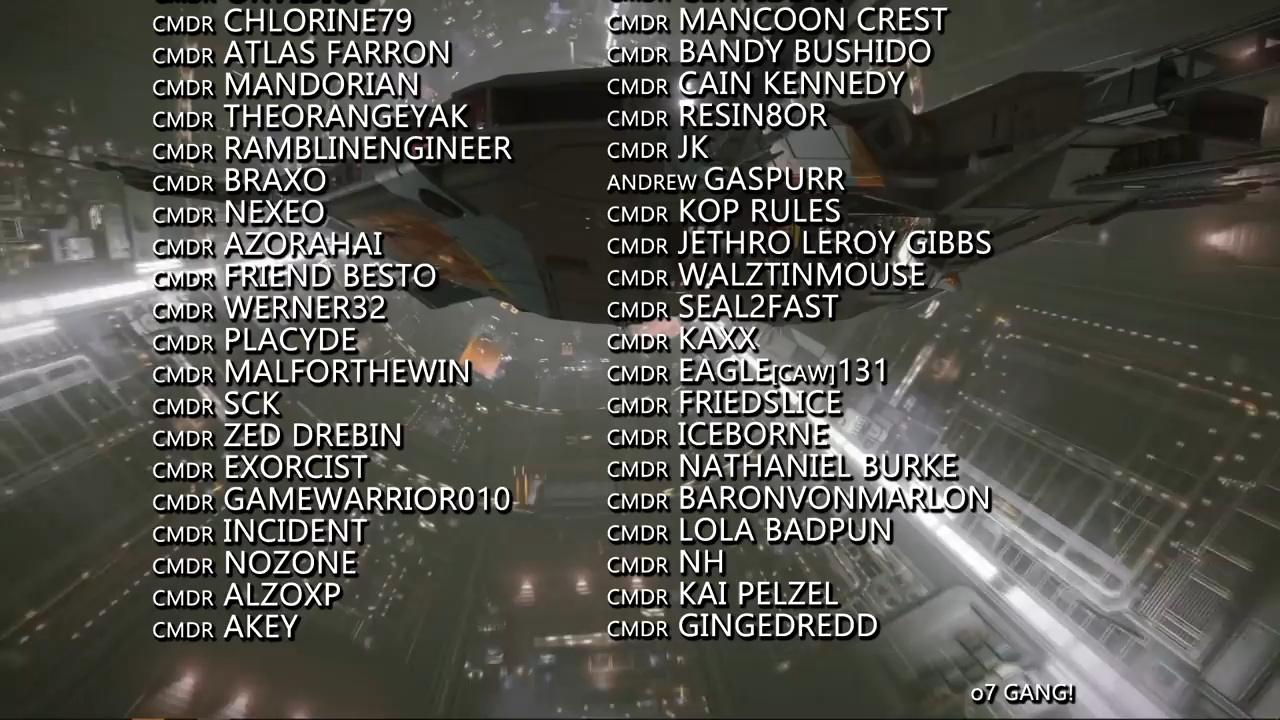 CMDR CHLORINE79
CMDR ATLAS FARRON
CMDR MANDORIAN
CMDR THEORANGEYAK
CMDR RAMBLINENGINEER
CMDR BRAXO
CMDR NEXEO
CMDR AZORAHAI
CMDR FRIEND BESTO
CMDR WERNER32
CMDR PLACYDE
CMDR MALFORTHEWIN
CMDR SCK
CMDR ZED DREBIN
CMDR EXORCIST
CMDR GAMEWARRIOR010
CMDR INCIDENT
CMDR NOZONE
CMDR ALZOXP
CMDR AKEY
CMDR MANCOON CREST
CMDR BANDY BUSHIDO
CMDR CAIN KENNEDY
CMDR RESIN8OR
CMDR JK
ANDREW GASPURR
CMDR KOP RULES
CMDR JETHRO LEROY GIBBS
CMDR WALZTINMOUSE
CMDR SEAL2FAST
CMDR KAXX
CMDR EAGLE[CAW]131
CMDR FRIEDSLICE
CMDR ICEBORNE
CMDR NATHANIEL BURKE
CMDR BARONVONMARLON
CMDR LOLA BADPUN
CMDR NH
CMDR KAI PELZEL
CMDR GINGEDREDD
o7 GANG!